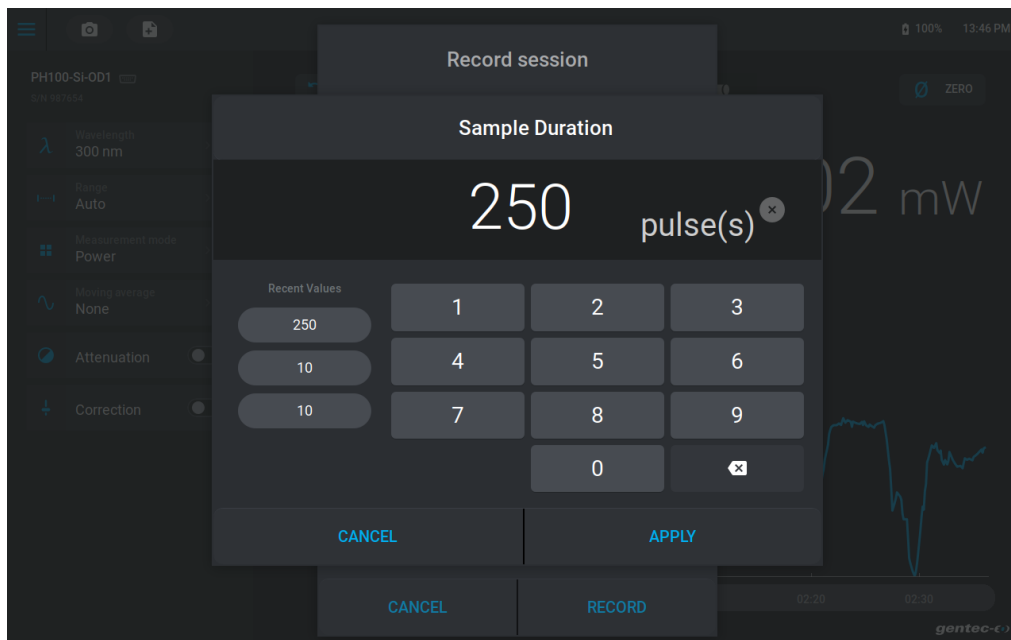 100% 13:46 PM
Record session
PH100-Si-OD1
S/N 987654
ZERO
Sample Duration
Wavelength
300 nm
250 pulse(s)
02 mW
Range
Auto
Measurement mode
Power
Recent Values
Moving average
None
250
10
10
1 2 3
4 5 6
7 8 9
0
Attenuation
Correction
CANCEL APPLY
CANCEL RECORD
02:20 02:30
gentec-eo